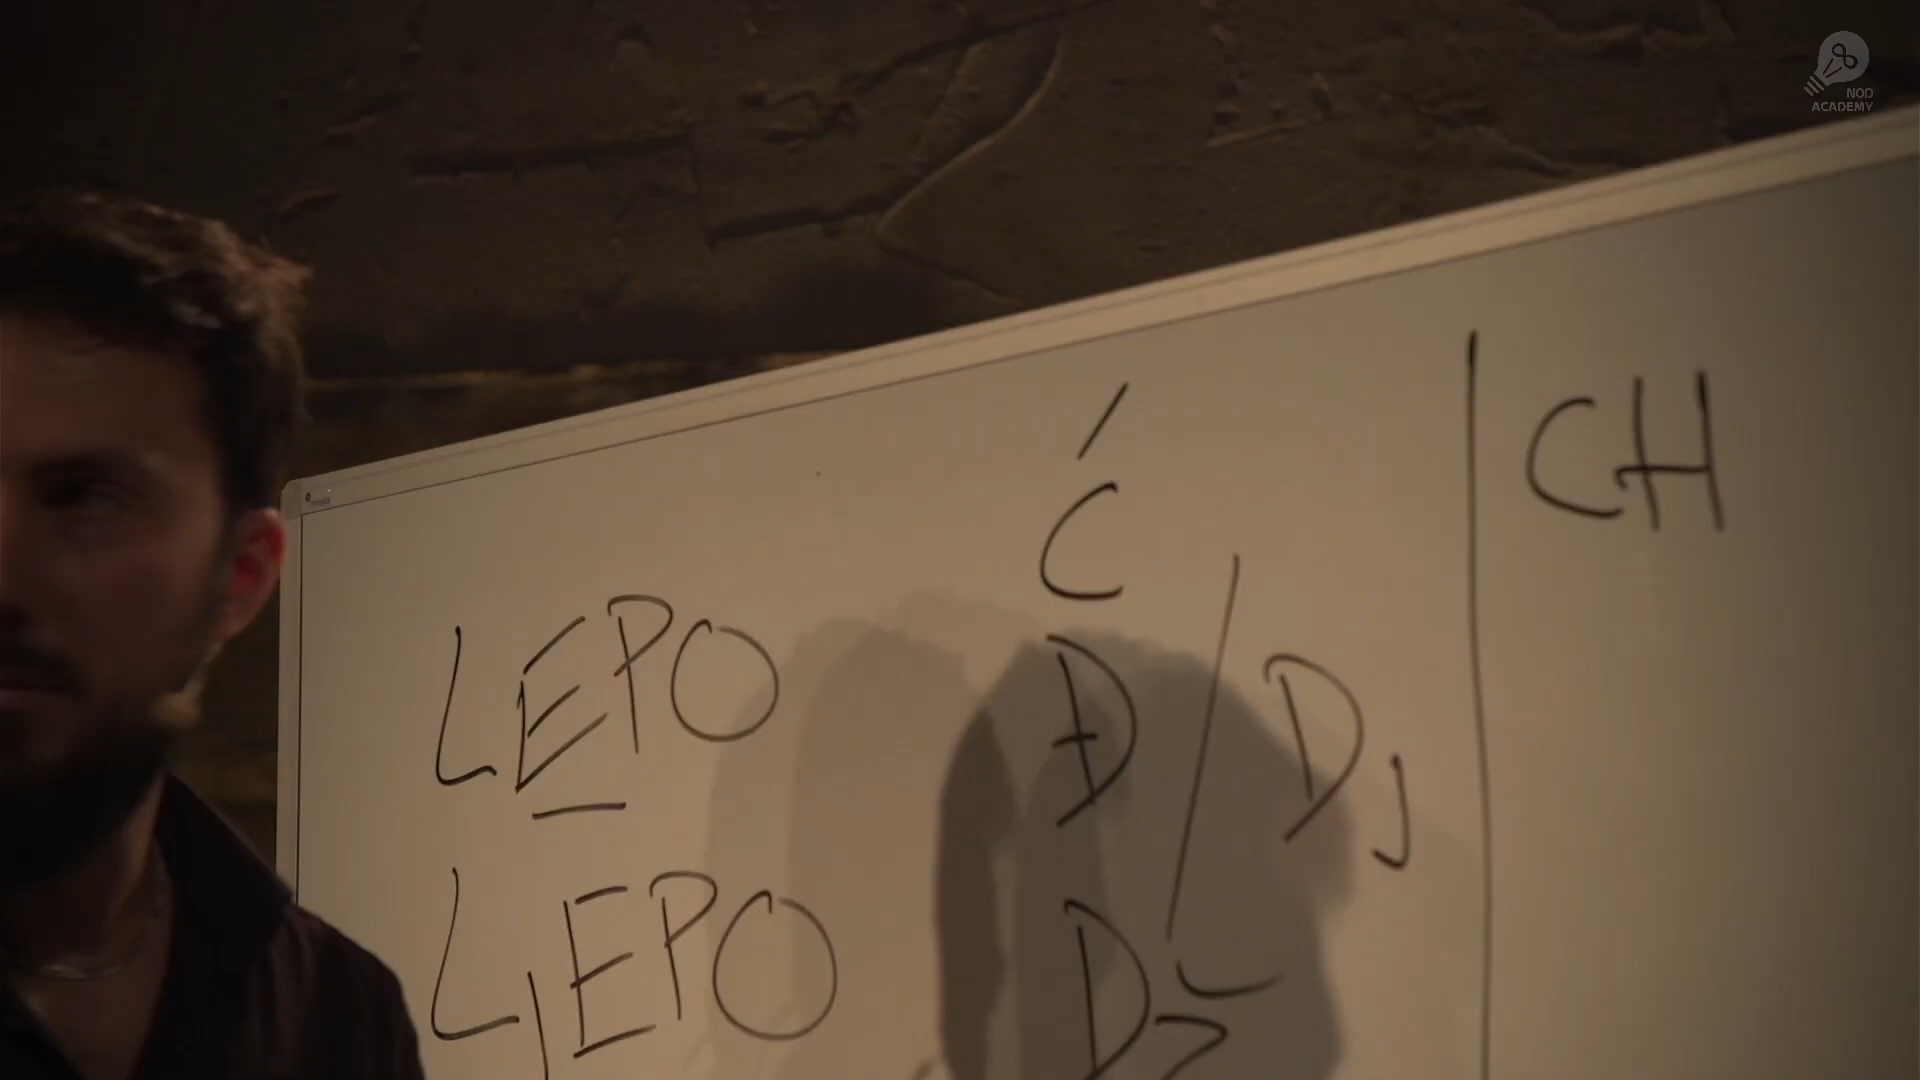 NOD
ACADEMY
LEPO
LJEPO
Ć
Đ / DJ
DŽ
CH